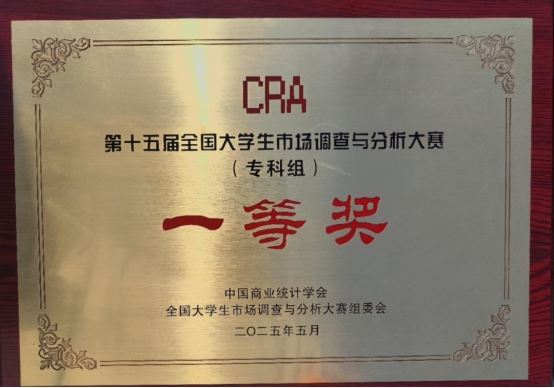 CRA
第十五届全国大学生市场调查与分析大赛
（专科组）
一等奖
中国商业统计学会
全国大学生市场调查与分析大赛组委会
二〇二五年五月